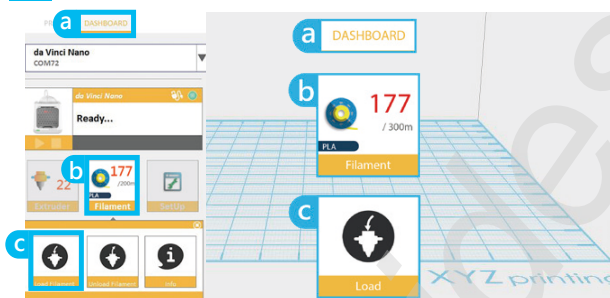 a DASHBOARD
da Vinci Nano
COM72
da Vinci Nano
Ready...
b 177
/200m
22
PLA
Extruder Filament SetUp
c
Load Filament Unload Filament Info
a DASHBOARD
b 177
/ 300m
PLA
Filament
c
Load
XYZ printing